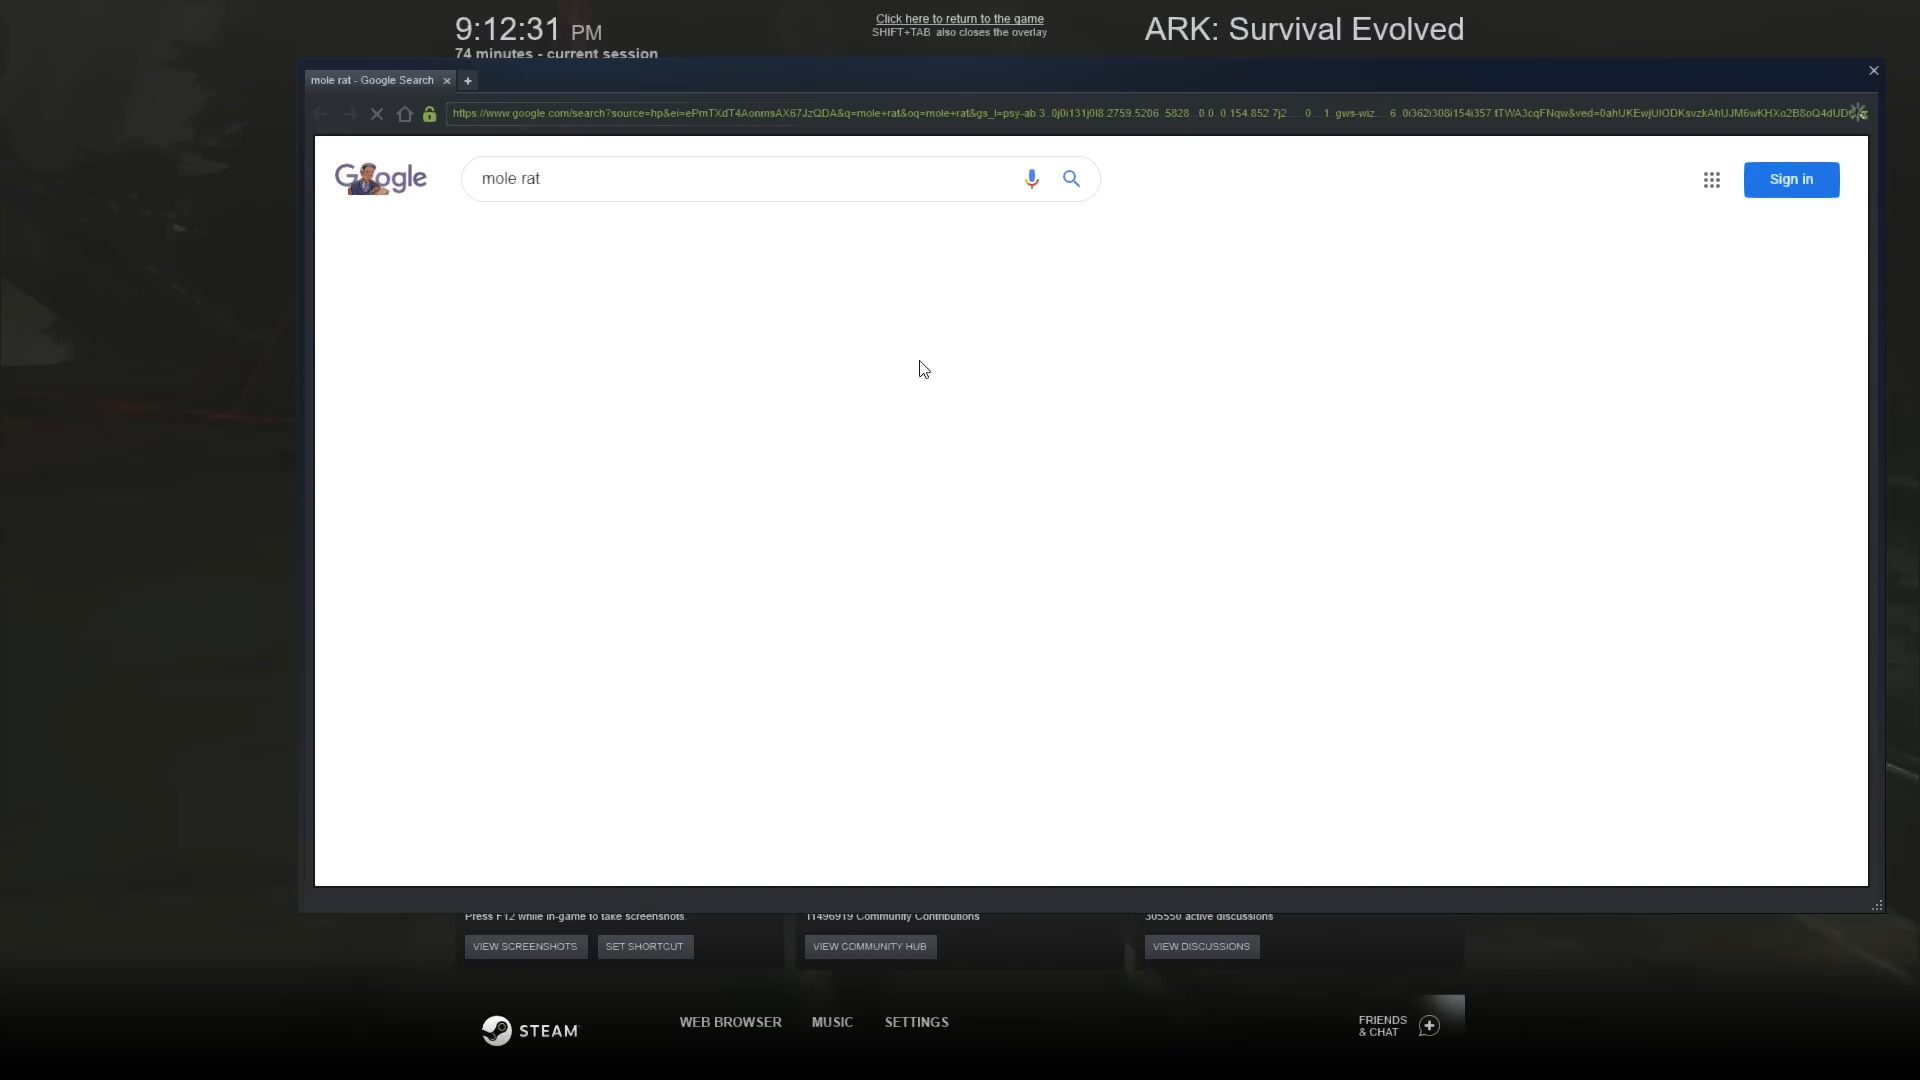 9:12:31 PM
74 minutes - current session
Click here to return to the game
SHIFT+TAB also closes the overlay
ARK: Survival Evolved
mole rat - Google Search
Google
mole rat
Sign in
Press F12 while in-game to take screenshots.
11496919 Community Contributions
305550 active discussions
VIEW SCREENSHOTS
SET SHORTCUT
VIEW COMMUNITY HUB
VIEW DISCUSSIONS
STEAM
WEB BROWSER
MUSIC
SETTINGS
FRIENDS
& CHAT